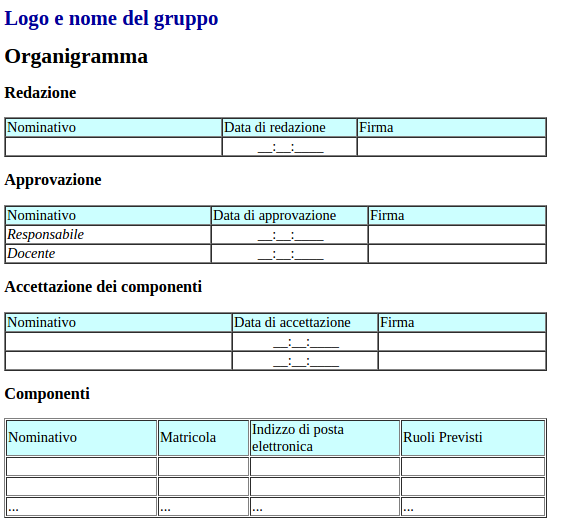 Logo e nome del gruppo
Organigramma
Redazione
Nominativo Data di redazione Firma
__:__:____
Approvazione
Nominativo Data di approvazione Firma
Responsabile __:__:____
Docente __:__:____
Accettazione dei componenti
Nominativo Data di accettazione Firma
__:__:____
__:__:____
Componenti
Nominativo Matricola Indizzo di posta elettronica Ruoli Previsti
... ... ... ...